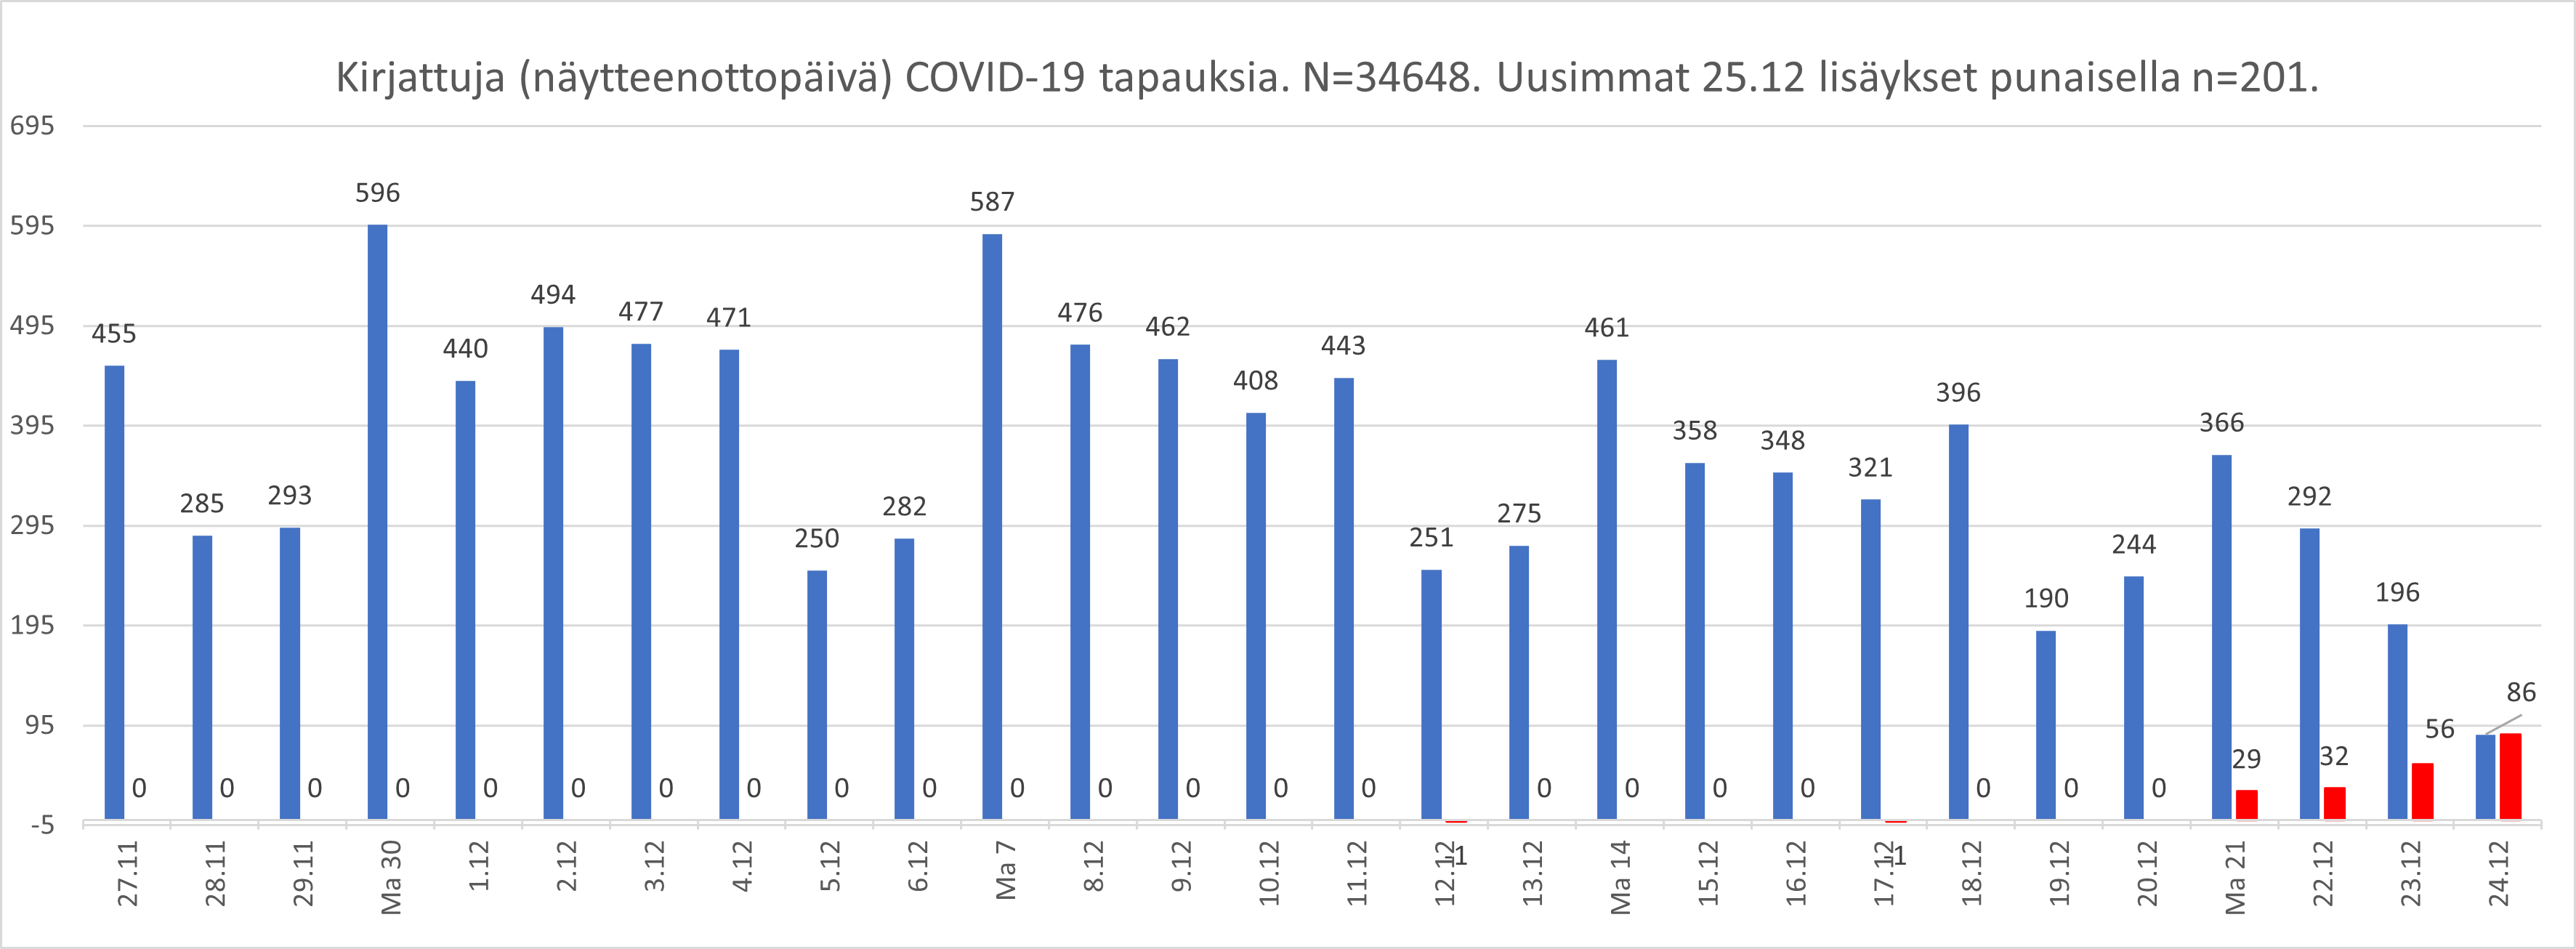 Kirjattuja (näytteenottopäivä) COVID-19 tapauksia. N=34648. Uusimmat 25.12 lisäykset punaisella n=201.
695
595
495
395
295
195
95
-5
455 285 293 596 440 494 477 471 250 282 587 476 462 408 443 251 275 461 358 348 321 396 190 244 366 292 196 86
0 0 0 0 0 0 0 0 0 0 0 0 0 0 0 -1 0 0 0 0 -1 0 0 0 29 32 56
27.11 28.11 29.11 Ma 30 1.12 2.12 3.12 4.12 5.12 6.12 Ma 7 8.12 9.12 10.12 11.12 12.12 13.12 Ma 14 15.12 16.12 17.12 18.12 19.12 20.12 Ma 21 22.12 23.12 24.12